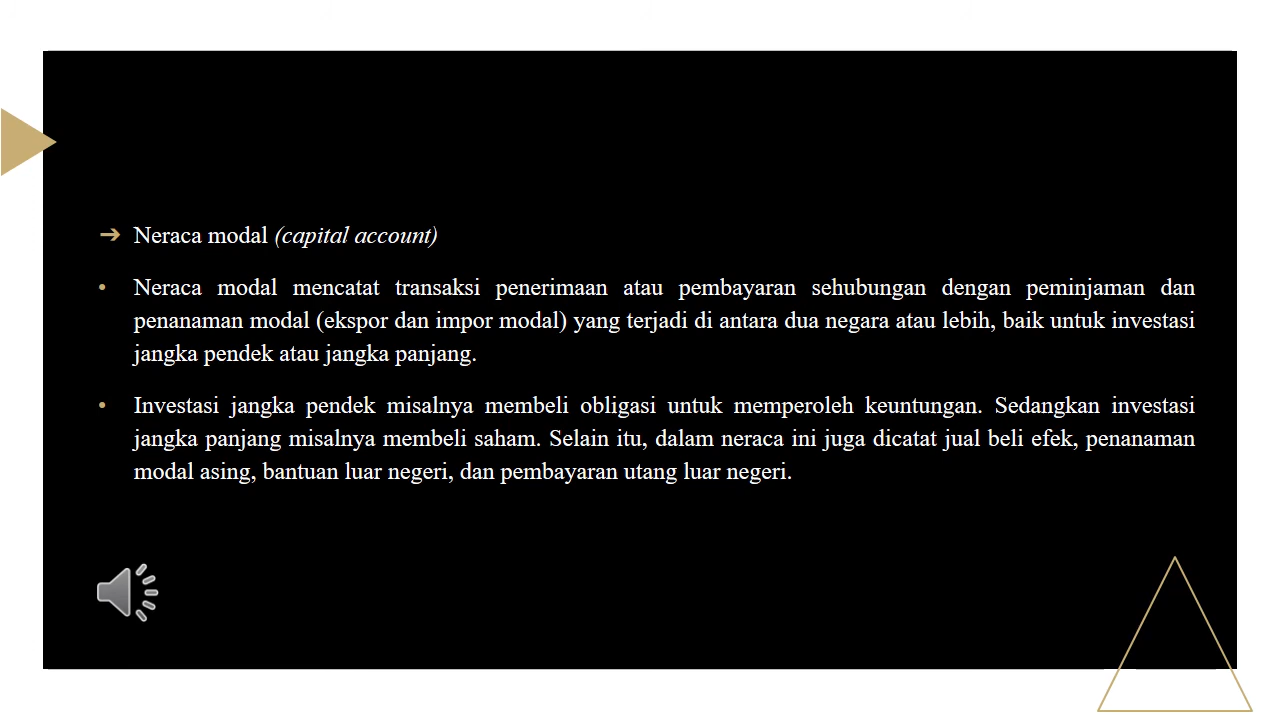 ➔ Neraca modal (capital account)
• Neraca modal mencatat transaksi penerimaan atau pembayaran sehubungan dengan peminjaman dan
penanaman modal (ekspor dan impor modal) yang terjadi di antara dua negara atau lebih, baik untuk investasi
jangka pendek atau jangka panjang.
• Investasi jangka pendek misalnya membeli obligasi untuk memperoleh keuntungan. Sedangkan investasi
jangka panjang misalnya membeli saham. Selain itu, dalam neraca ini juga dicatat jual beli efek, penanaman
modal asing, bantuan luar negeri, dan pembayaran utang luar negeri.